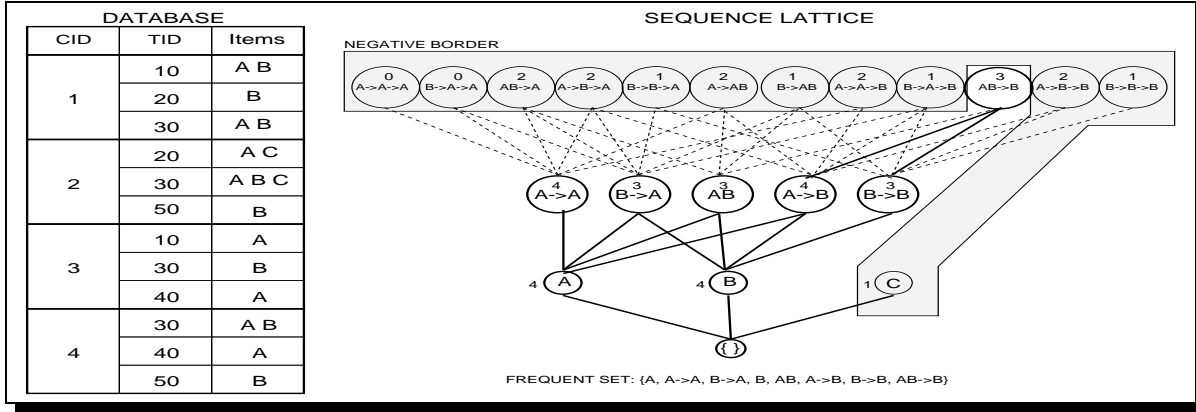 DATABASE
CID TID Items
1
10 A B
20 B
30 A B
2
20 A C
30 A B C
50 B
3
10 A
30 B
40 A
4
30 A B
40 A
50 B
SEQUENCE LATTICE
NEGATIVE BORDER
0 0 2 2 1 2 1 2 1 3 2 1
A->A->A B->A->A AB->A A->B->A B->B->A A->AB B->AB A->A->B B->A->B AB->B A->B->B B->B->B
4 3 3 4 3
A->A B->A AB A->B B->B
4 A 4 B 1 C
{ }
FREQUENT SET: {A, A->A, B->A, B, AB, A->B, B->B, AB->B}